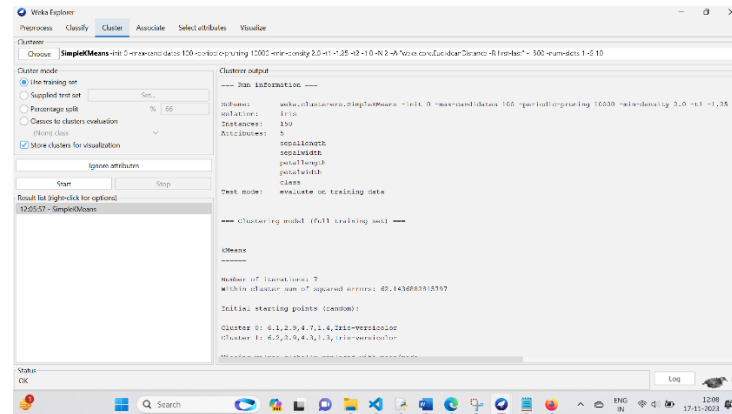 Weka Explorer
Preprocess Classify Cluster Associate Select attributes Visualize
Clusterer
Choose SimpleKMeans -init 0 -max-candidates 100 -periodic-pruning 10000 -min-density 2.0 -t1 -1.25 -t2 -1.0 -N 2 -A "weka.core.EuclideanDistance -R first-last" -I 500 -num-slots 1 -S 10
Cluster mode
Use training set
Supplied test set Set...
Percentage split % 66
Classes to clusters evaluation
(Nom) class
Store clusters for visualization
Ignore attributes
Start Stop
Result list (right-click for options)
12:05:57 - SimpleKMeans
Clusterer output
=== Run information ===
Scheme: weka.clusterers.SimpleKMeans -init 0 -max-candidates 100 -periodic-pruning 10000 -min-density 2.0 -t1 -1.25
Relation: iris
Instances: 150
Attributes: 5
sepallength
sepalwidth
petallength
petalwidth
class
Test mode: evaluate on training data
=== Clustering model (full training set) ===
kMeans
======
Number of iterations: 7
Within cluster sum of squared errors: 62.1436882815797
Initial starting points (random):
Cluster 0: 6.1,2.9,4.7,1.4,Iris-versicolor
Cluster 1: 6.2,2.9,4.3,1.3,Iris-versicolor
Status
OK
Log
Search
ENG
IN
12:08
17-11-2023